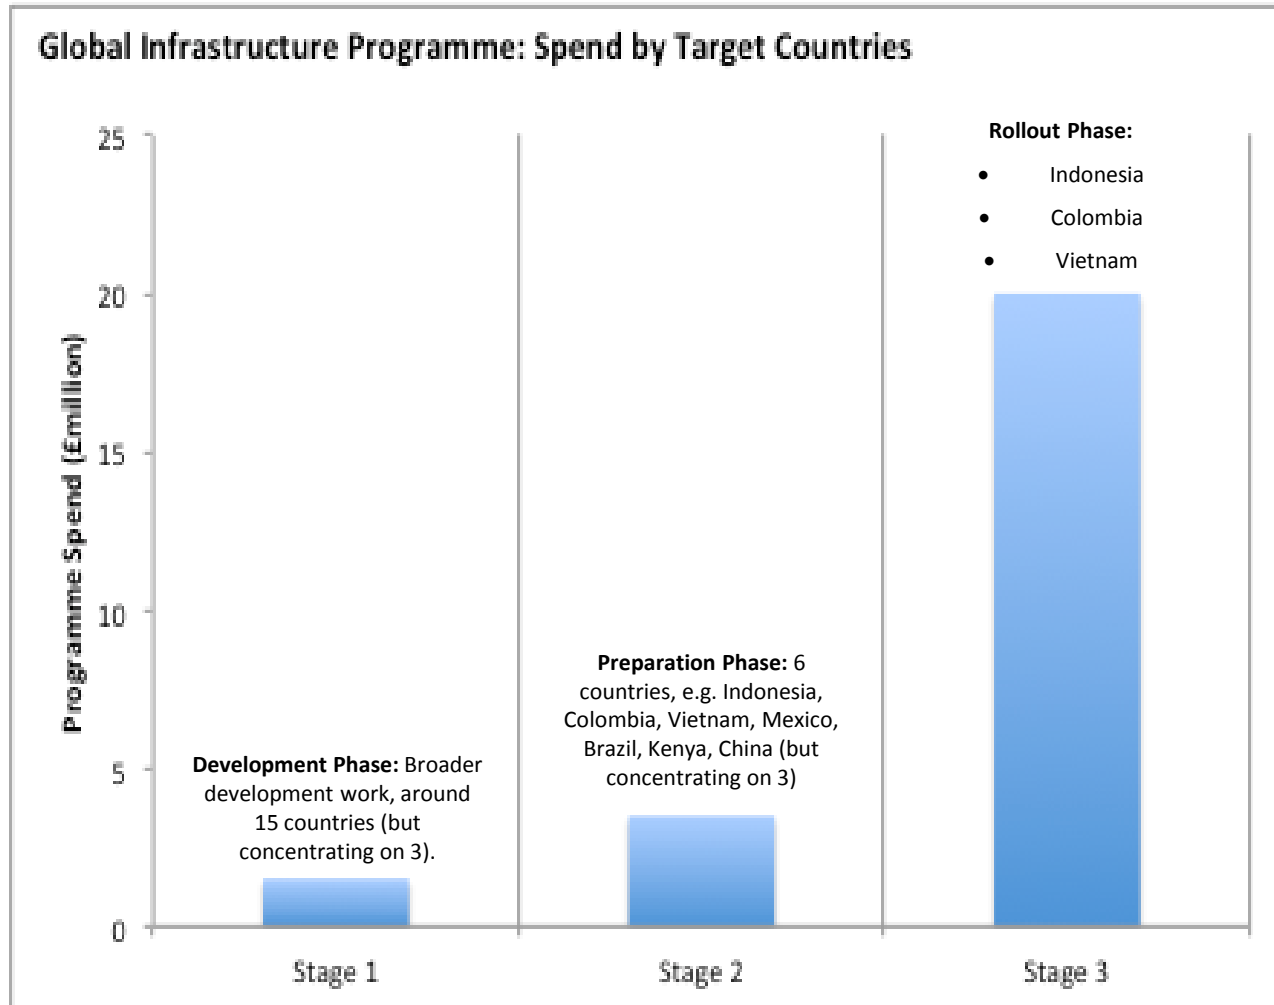 Global Infrastructure Programme: Spend by Target Countries
Programme Spend (£million)
25
20
15
10
5
0
Development Phase: Broader
development work, around
15 countries (but
concentrating on 3).
Preparation Phase: 6
countries, e.g. Indonesia,
Colombia, Vietnam, Mexico,
Brazil, Kenya, China (but
concentrating on 3)
Rollout Phase:
• Indonesia
• Colombia
• Vietnam
Stage 1
Stage 2
Stage 3